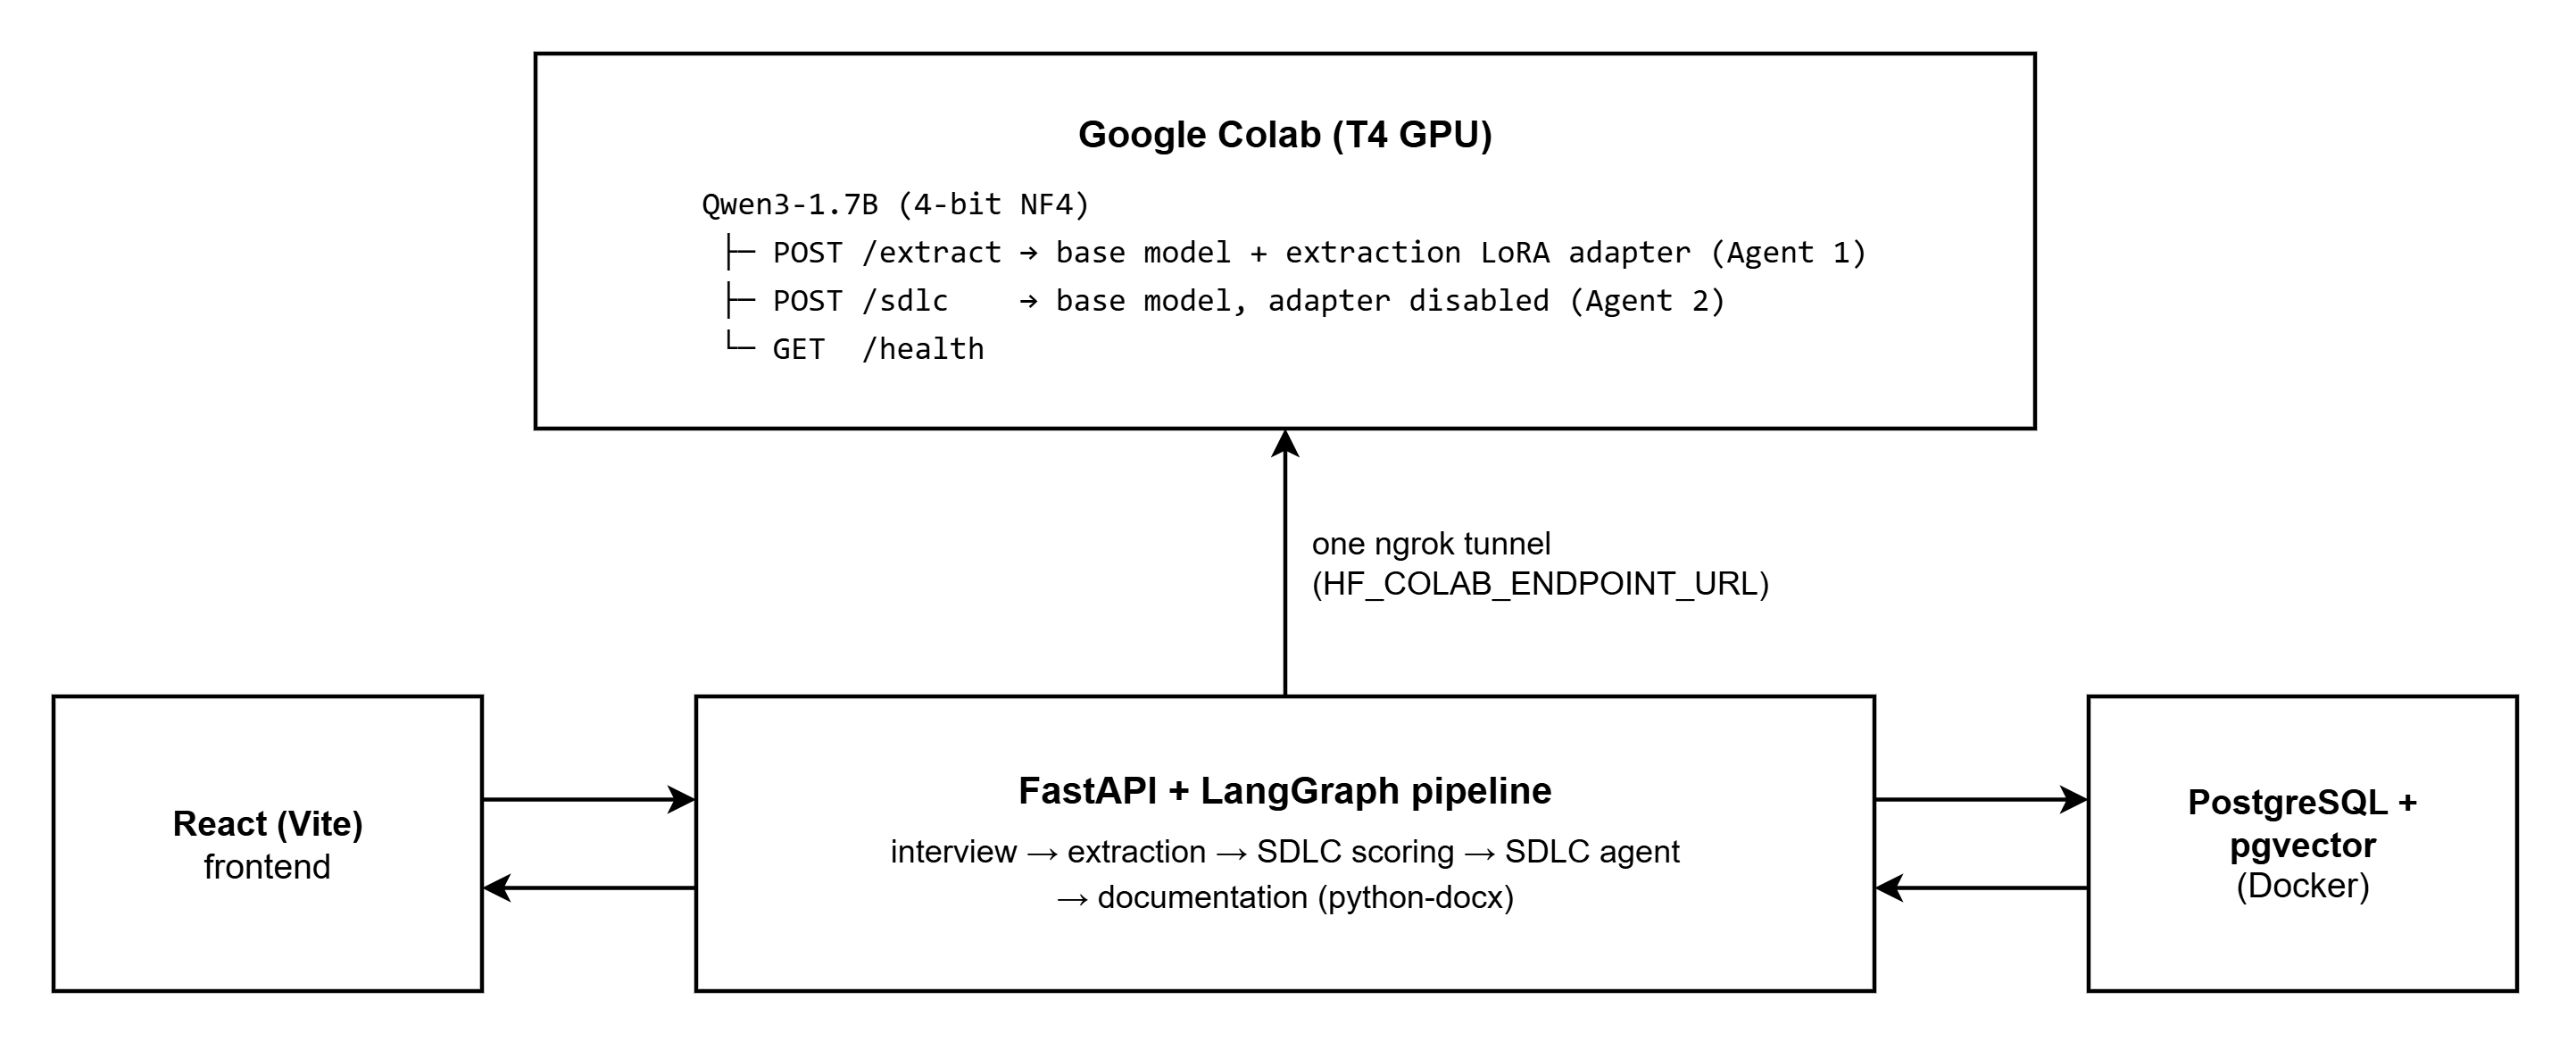 Google Colab (T4 GPU)
Qwen3-1.7B (4-bit NF4)
├─ POST /extract → base model + extraction LoRA adapter (Agent 1)
├─ POST /sdlc    → base model, adapter disabled (Agent 2)
└─ GET  /health
one ngrok tunnel
(HF_COLAB_ENDPOINT_URL)
React (Vite)
frontend
FastAPI + LangGraph pipeline
interview → extraction → SDLC scoring → SDLC agent
→ documentation (python-docx)
PostgreSQL +
pgvector
(Docker)